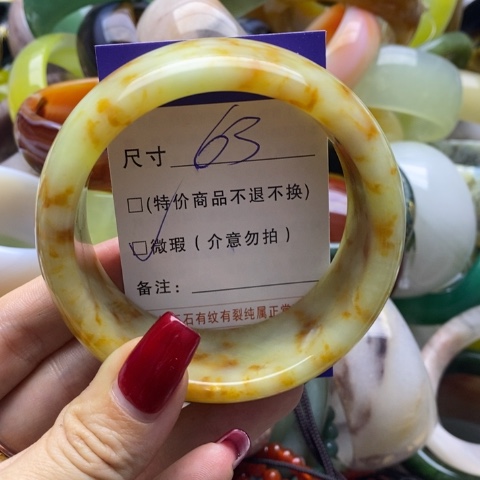 尺寸 63
□(特价商品不退不换)
☑微瑕(介意勿拍)
备注:
石有纹有裂纯属正常